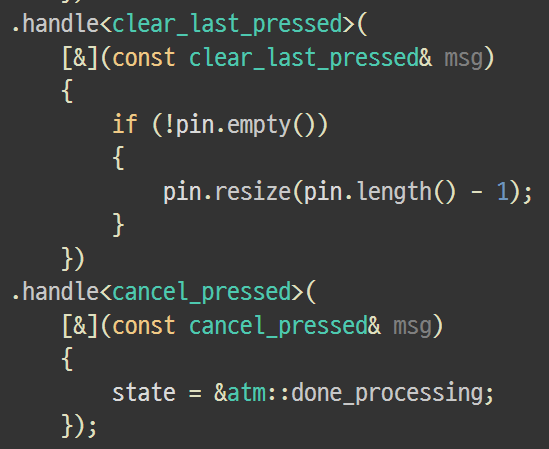 .handle<clear_last_pressed>(
[&](const clear_last_pressed& msg)
{
if (!pin.empty())
{
pin.resize(pin.length() - 1);
}
})
.handle<cancel_pressed>(
[&](const cancel_pressed& msg)
{
state = &atm::done_processing;
});